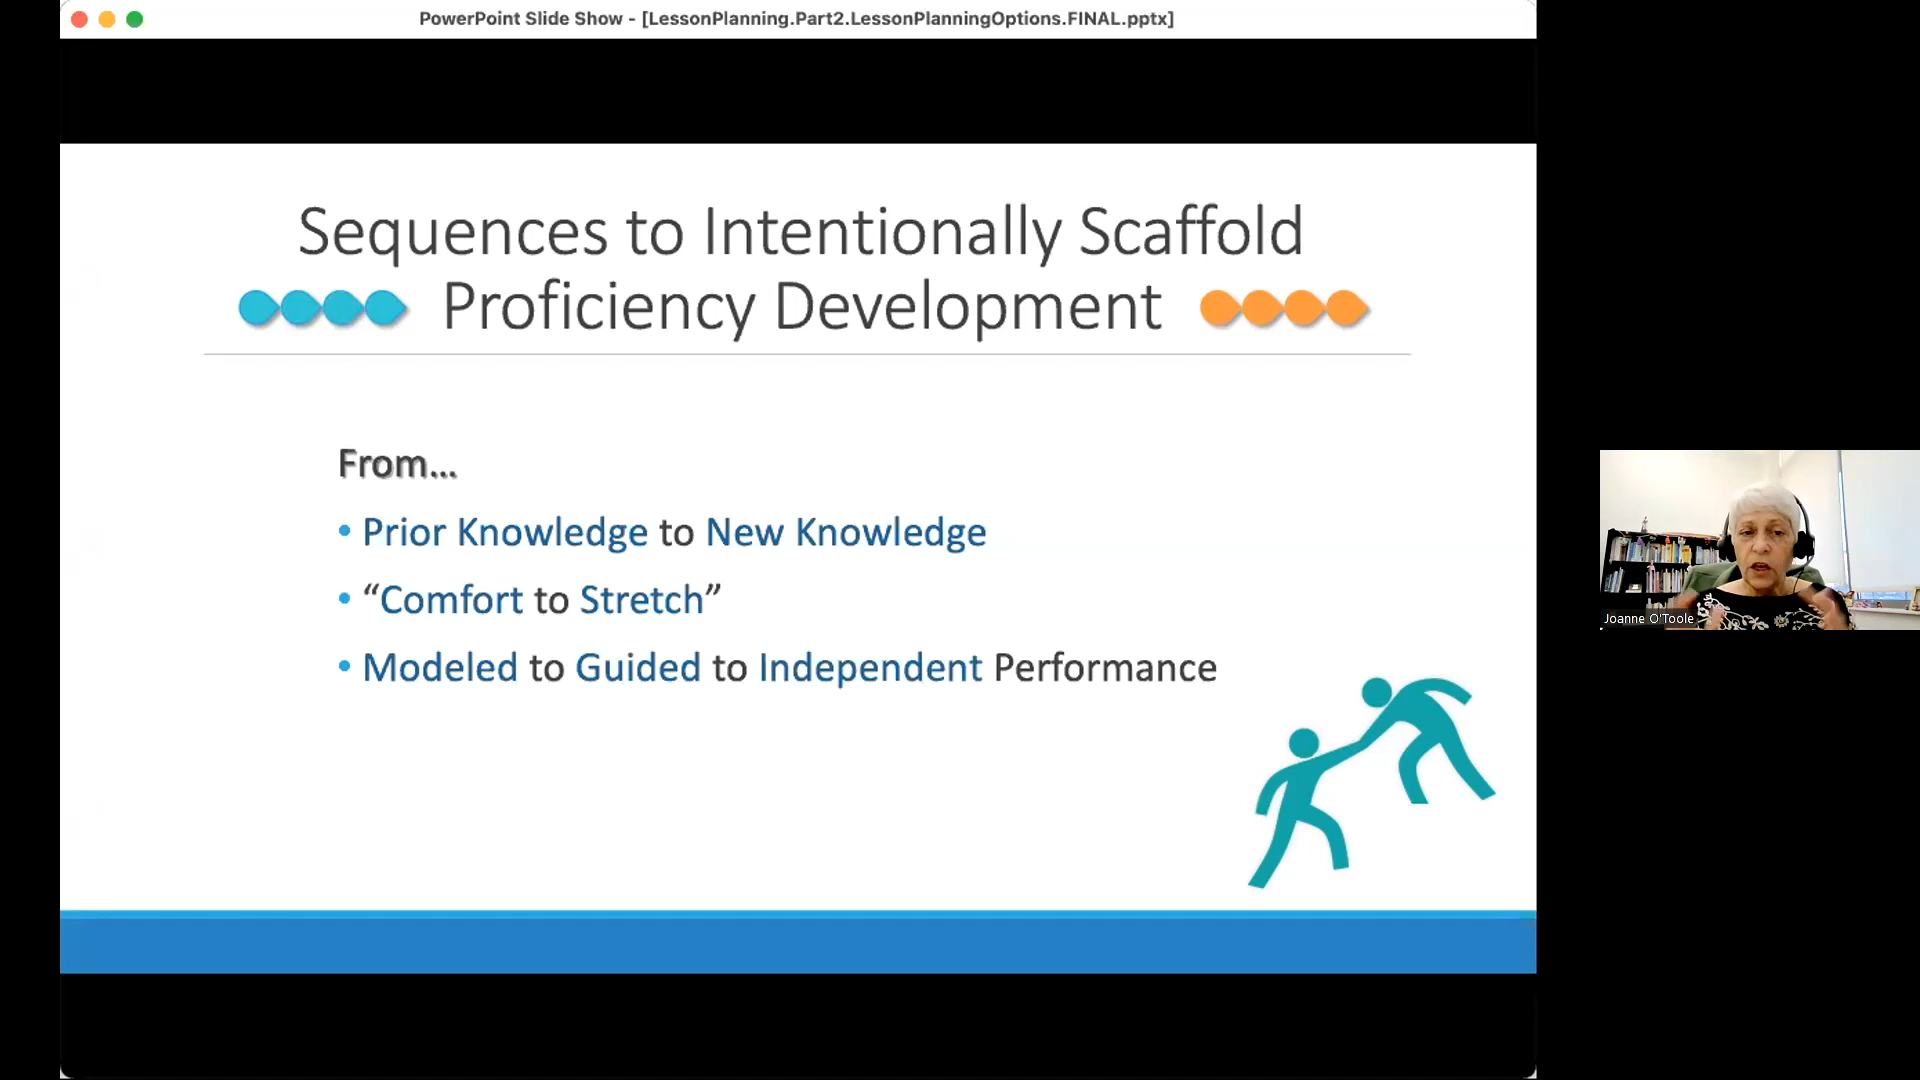 PowerPoint Slide Show - [LessonPlanning.Part2.LessonPlanningOptions.FINAL.pptx]
Sequences to Intentionally Scaffold
Proficiency Development
From...
• Prior Knowledge to New Knowledge
• “Comfort to Stretch”
• Modeled to Guided to Independent Performance
Joanne O'Toole